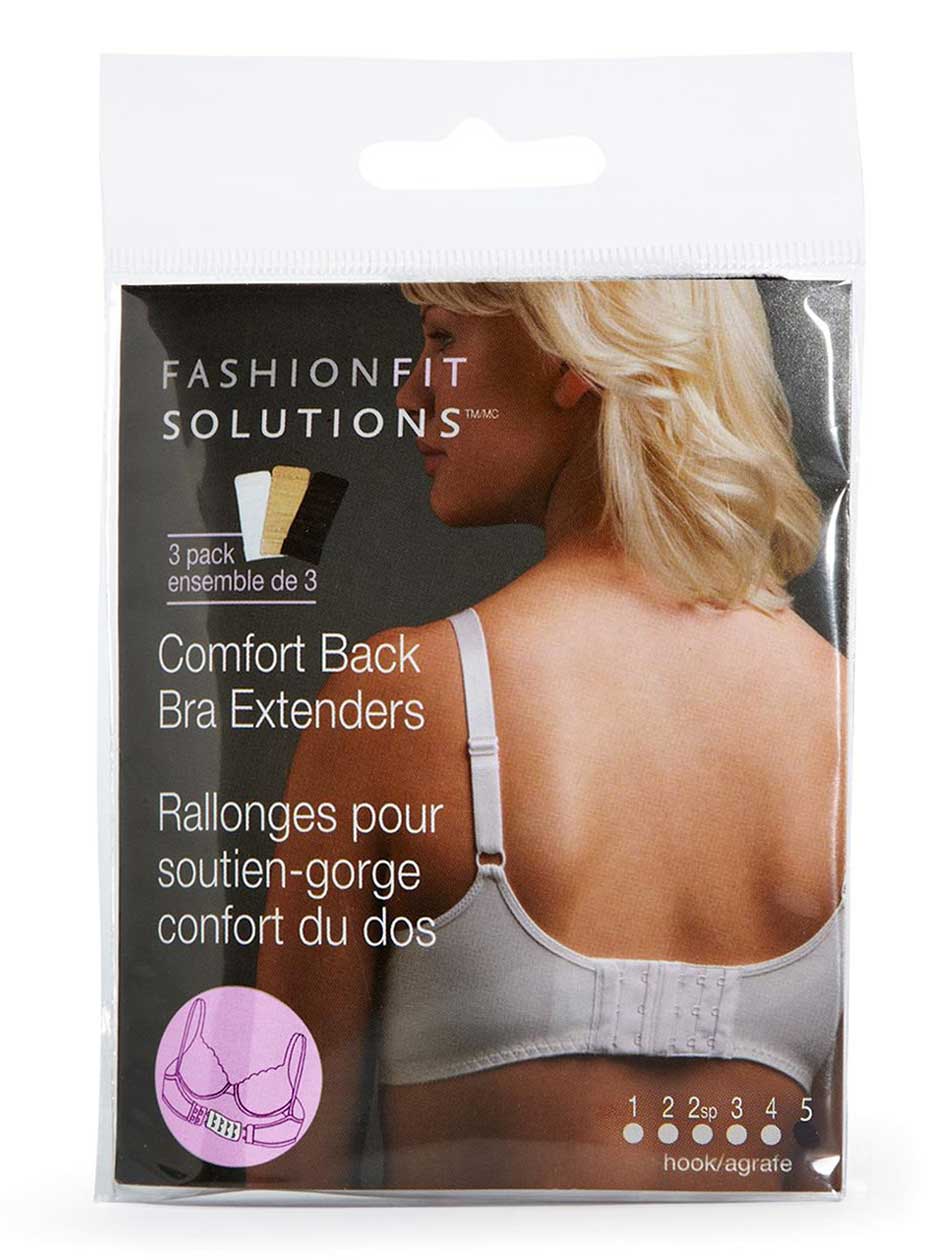 FASHIONFIT
SOLUTIONS™/MC
3 pack
ensemble de 3
Comfort Back
Bra Extenders
Rallonges pour
soutien-gorge
confort du dos
1 2 2sp 3 4 5
hook/agrafe